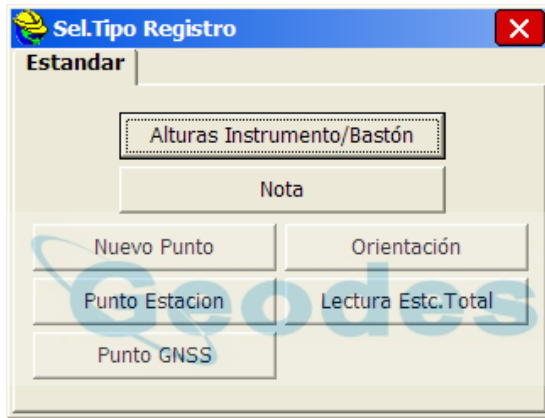 Sel.Tipo Registro
Estandar
Alturas Instrumento/Bastón
Nota
Nuevo Punto
Orientación
Punto Estacion
Lectura Estc.Total
Punto GNSS
Geodes